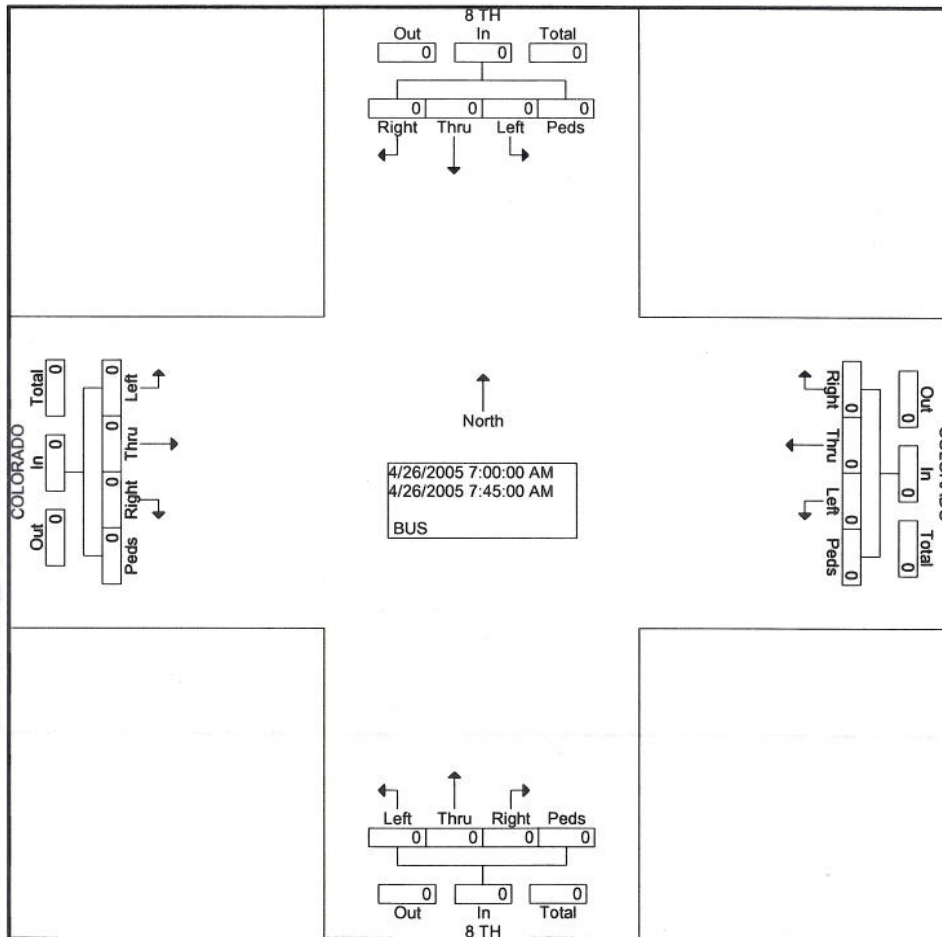 8 TH
Out In Total
0 0 0
0 0 0 0
Right Thru Left Peds
COLORADO
Total In Out
0 0 0
0 0 0 0
Left Thru Right Peds
North
4/26/2005 7:00:00 AM
4/26/2005 7:45:00 AM
BUS
Right Thru Left Peds
0 0 0 0
0 0 0
Out In Total
Left Thru Right Peds
0 0 0 0
0 0 0
Out In Total
8 TH